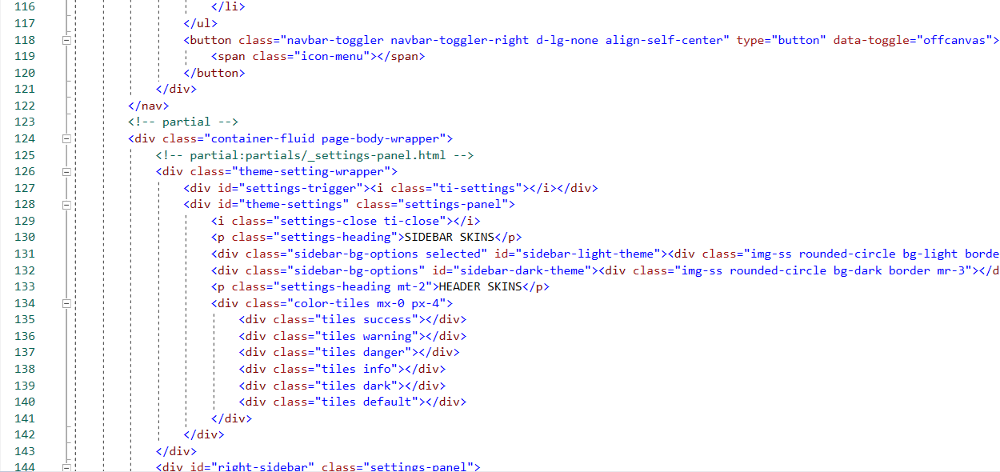 116 </li>
117 </ul>
118 <button class="navbar-toggler navbar-toggler-right d-lg-none align-self-center" type="button" data-toggle="offcanvas">
119 <span class="icon-menu"></span>
120 </button>
121 </div>
122 </nav>
123 <!-- partial -->
124 <div class="container-fluid page-body-wrapper">
125 <!-- partial:partials/_settings-panel.html -->
126 <div class="theme-setting-wrapper">
127 <div id="settings-trigger"><i class="ti-settings"></i></div>
128 <div id="theme-settings" class="settings-panel">
129 <i class="settings-close ti-close"></i>
130 <p class="settings-heading">SIDEBAR SKINS</p>
131 <div class="sidebar-bg-options selected" id="sidebar-light-theme"><div class="img-ss rounded-circle bg-light borde
132 <div class="sidebar-bg-options" id="sidebar-dark-theme"><div class="img-ss rounded-circle bg-dark border mr-3"></d
133 <p class="settings-heading mt-2">HEADER SKINS</p>
134 <div class="color-tiles mx-0 px-4">
135 <div class="tiles success"></div>
136 <div class="tiles warning"></div>
137 <div class="tiles danger"></div>
138 <div class="tiles info"></div>
139 <div class="tiles dark"></div>
140 <div class="tiles default"></div>
141 </div>
142 </div>
143 </div>
144 <div id="right-sidebar" class="settings-panel">